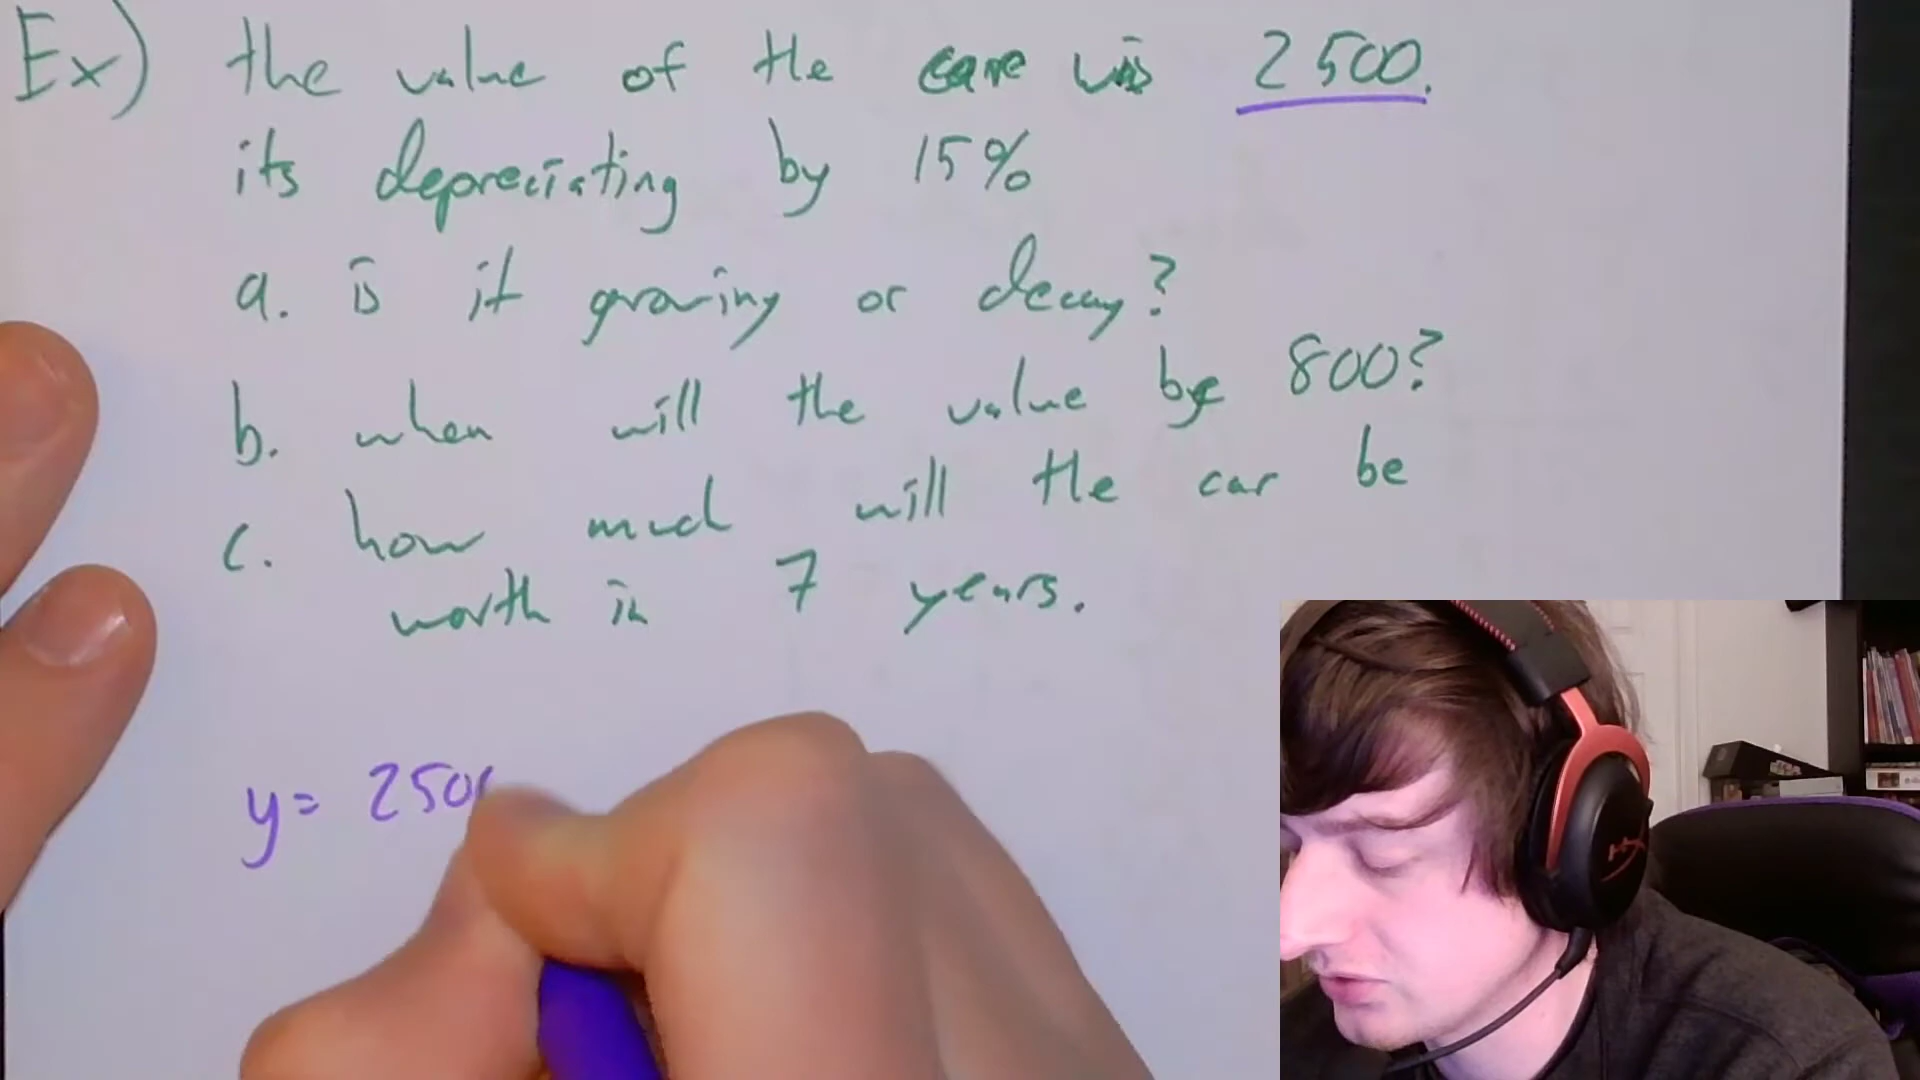 Ex) the value of the care was 2500.
its depreciating by 15%
a. is it growing or decay?
b. when will the value be 800?
c. how much will the car be
worth in 7 years.
y= 250